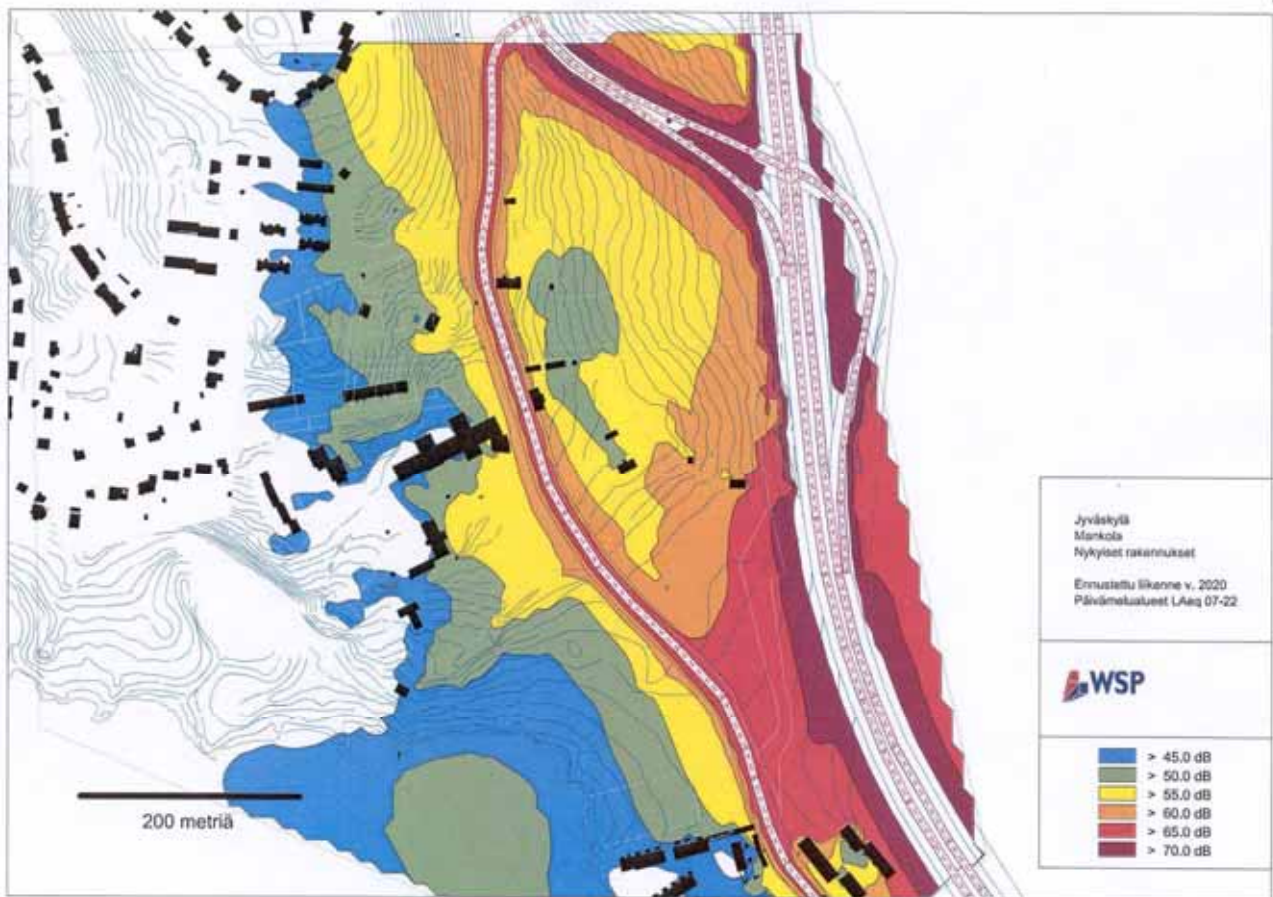 Jyväskylä
Mankola
Nykyiset rakennukset
Ennustettu liikenne v. 2020
Päivämelualueet LAeq 07-22
WSP
> 45.0 dB
> 50.0 dB
> 55.0 dB
> 60.0 dB
> 65.0 dB
> 70.0 dB
200 metriä